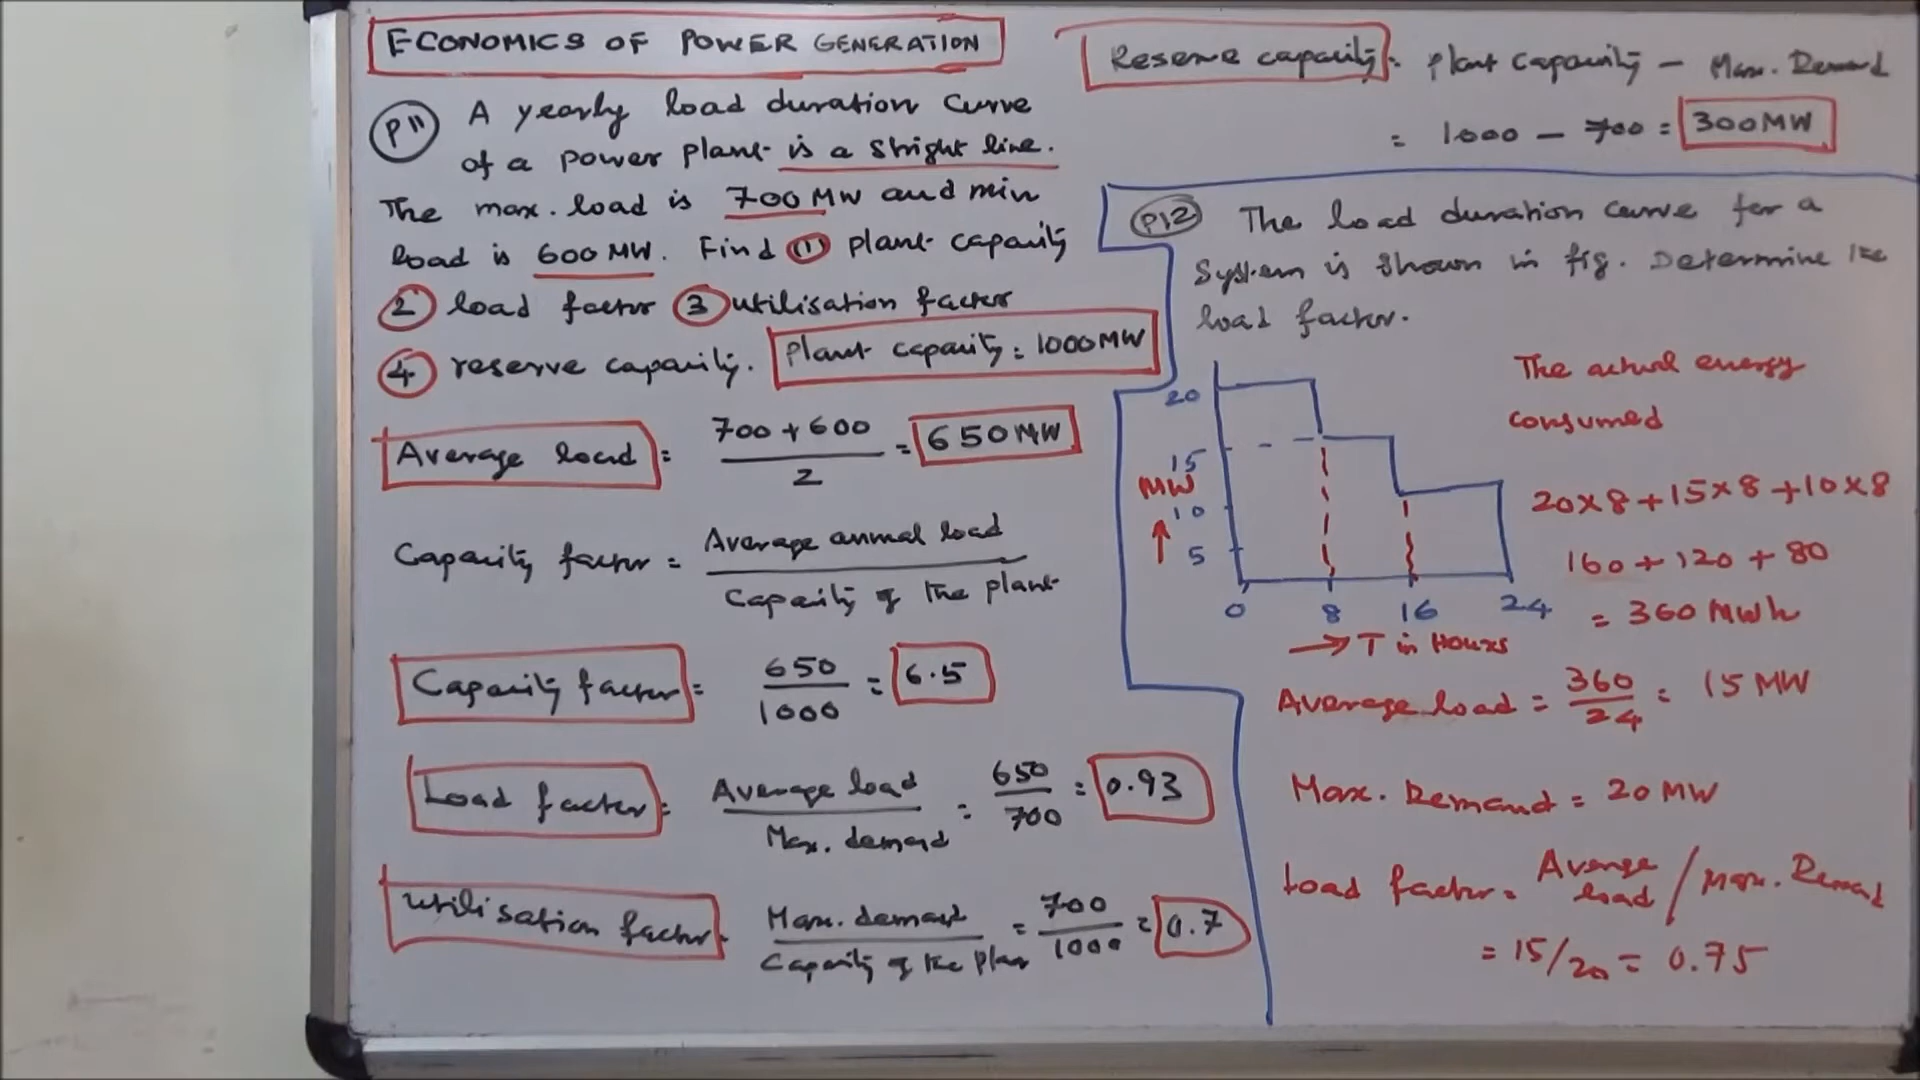 ECONOMICS OF POWER GENERATION
P11 A yearly load duration curve
of a power plant is a stright line.
The max. load is 700 MW and min
load is 600 MW. Find (1) plant capacity
(2) load factor (3) utilisation factor
(4) reserve capacity. Plant capacity = 1000 MW
Average load = 700 + 600 / 2 = 650 MW
Capacity factor = Average annual load / Capacity of the plant
Capacity factor = 650 / 1000 = 6.5
Load factor = Average load / Max. demand = 650 / 700 = 0.93
Utilisation factor = Max. demand / Capacity of the plan = 700 / 1000 = 0.7
Reserve capacity = Plant capacity - Max. Demand
= 1000 - 700 = 300 MW
P12 The load duration curve for a
System is shown in fig. Determine the
load factor.
20
15
MW
10
5
0 8 16 24
→ T in Hours
The actual energy
consumed
20×8 + 15×8 + 10×8
160 + 120 + 80
= 360 MWh
Average load = 360 / 24 = 15 MW
Max. Demand = 20 MW
Load factor = Average load / Max. Demand
= 15/20 = 0.75